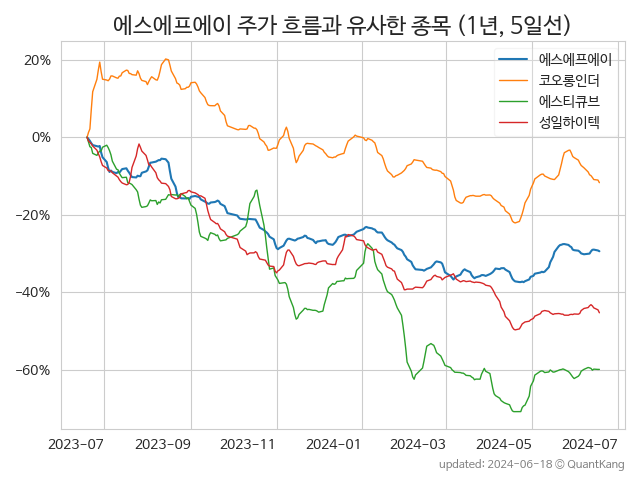 에스에프에이 주가 흐름과 유사한 종목 (1년, 5일선)
에스에프에이
코오롱인더
에스티큐브
성일하이텍
20%
0%
−20%
−40%
−60%
2023-07 2023-09 2023-11 2024-01 2024-03 2024-05 2024-07
updated: 2024-06-18 © QuantKang